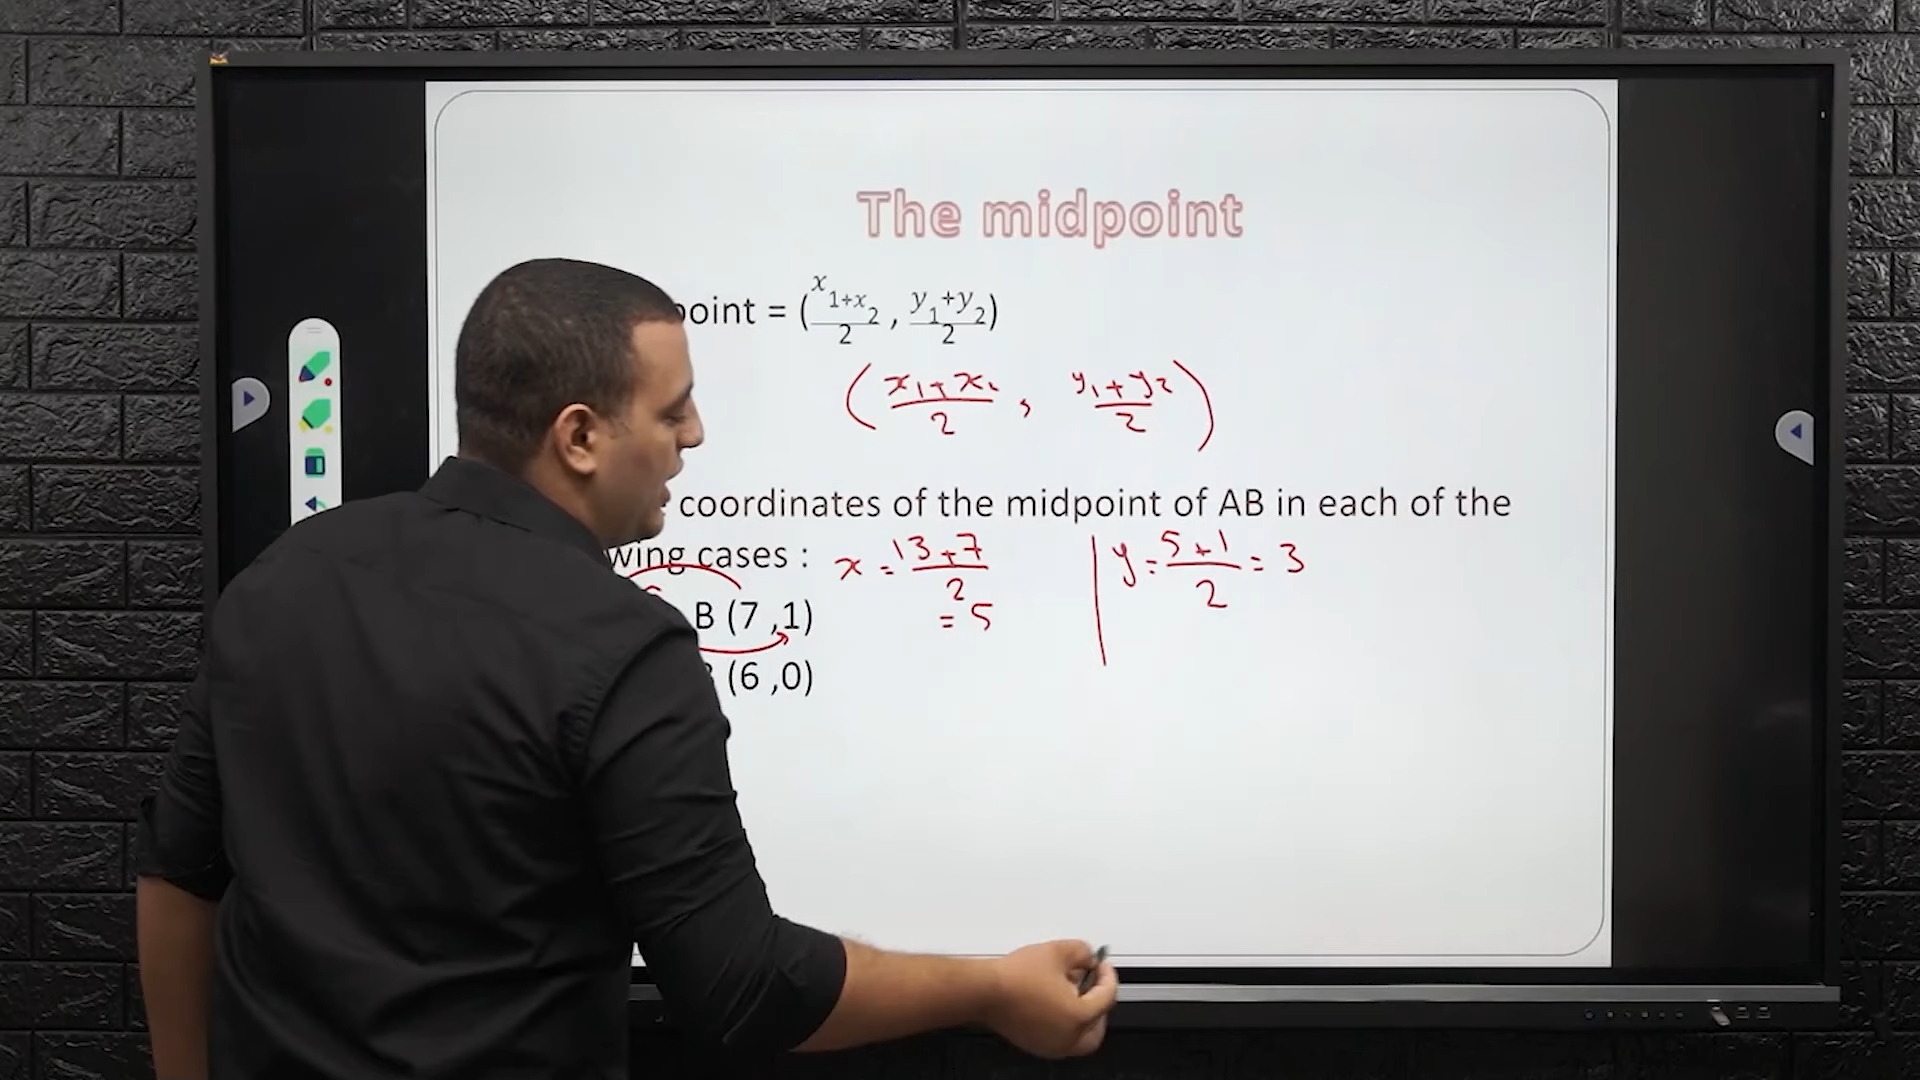 The midpoint
point = (x1+x2/2 , y1+y2/2)
(x1+x2/2 , y1+y2/2)
coordinates of the midpoint of AB in each of the
wing cases : x = 13+7/2 = 5
y = 5+1/2 = 3
B (7 ,1)
(6 ,0)